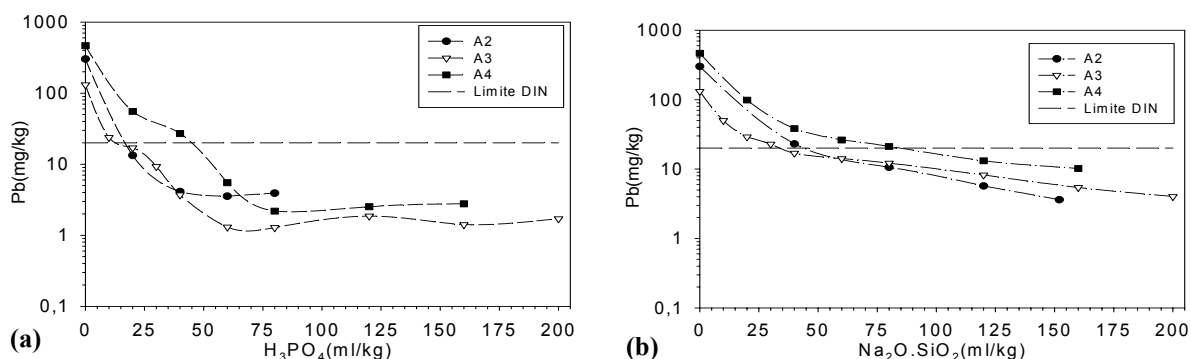 1000
100
10
1
0,1
Pb(mg/kg)
A2
A3
A4
Limite DIN
0 25 50 75 100 125 150 175 200
H₃PO₄(ml/kg)
(a)
1000
100
10
1
0,1
Pb(mg/kg)
A2
A3
A4
Limite DIN
0 25 50 75 100 125 150 175 200
Na₂O.SiO₂(ml/kg)
(b)